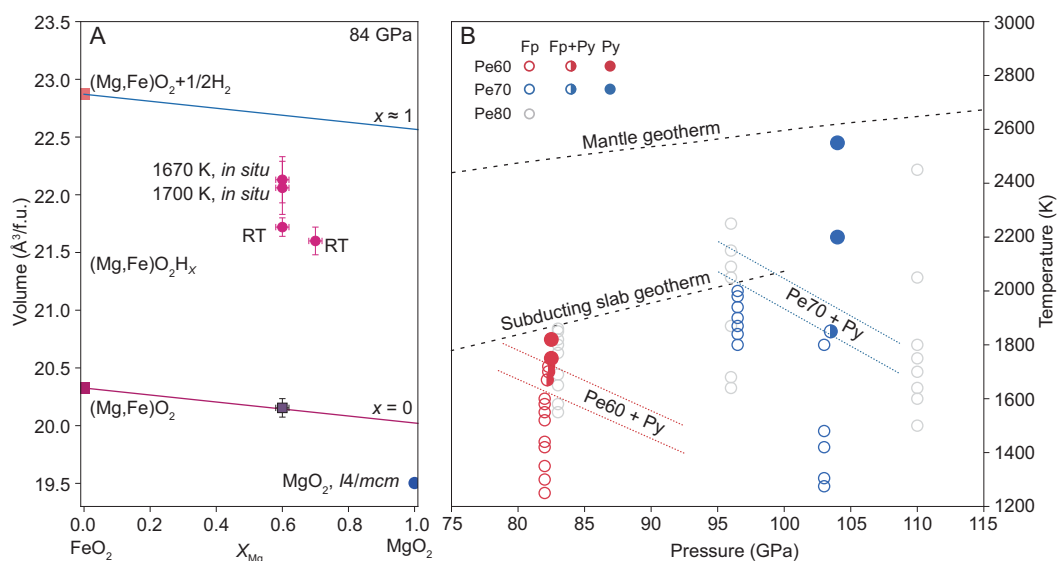 A
84 GPa
Volume (Å³/f.u.)
23.5
23.0
22.5
22.0
21.5
21.0
20.5
20.0
19.5
(Mg,Fe)O₂+1/2H₂
x ≈ 1
1670 K, in situ
1700 K, in situ
RT
RT
(Mg,Fe)O₂Hₓ
(Mg,Fe)O₂
x = 0
MgO₂, I4/mcm
0.0 0.2 0.4 0.6 0.8 1.0
FeO₂
X_Mg
MgO₂
B
Fp Fp+Py Py
Pe60
Pe70
Pe80
Mantle geotherm
Subducting slab geotherm
Pe70 + Py
Pe60 + Py
3000
2800
2600
2400
2200
2000
1800
1600
1400
1200
Temperature (K)
75 80 85 90 95 100 105 110 115
Pressure (GPa)